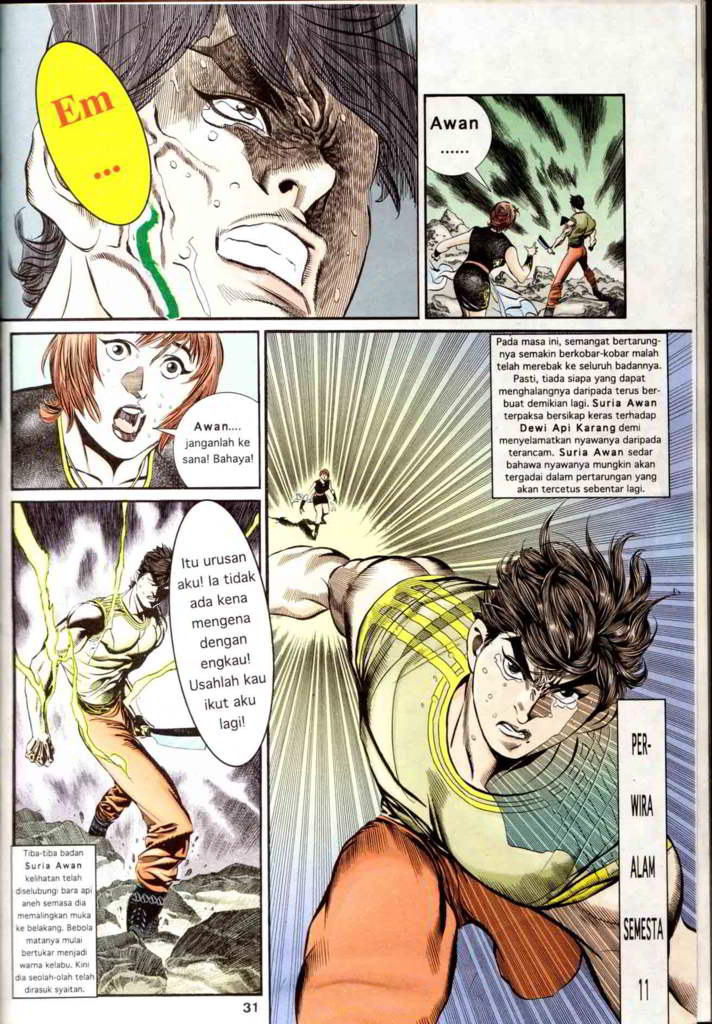 Em
...
Awan
......
Awan....
janganlah ke
sana! Bahaya!
Pada masa ini, semangat bertarung-
nya semakin berkobar-kobar malah
telah merebak ke seluruh badannya.
Pasti, tiada siapa yang dapat
menghalangnya daripada terus ber-
buat demikian lagi. Suria Awan
terpaksa bersikap keras terhadap
Dewi Api Karang demi
menyelamatkan nyawanya daripada
terancam. Suria Awan sedar
bahawa nyawanya mungkin akan
tergadai dalam pertarungan yang
akan tercetus sebentar lagi.
Itu urusan
aku! Ia tidak
ada kena
mengena
dengan
engkau!
Usahlah kau
ikut aku
lagi!
Tiba-tiba badan
Suria Awan
kelihatan telah
diselubungi bara api
aneh semasa dia
memalingkan muka
ke belakang. Bebola
matanya mulai
bertukar menjadi
warna kelabu. Kini
dia seolah-olah telah
dirasuk syaitan.
PER-
WIRA
ALAM
SEMESTA
11
31